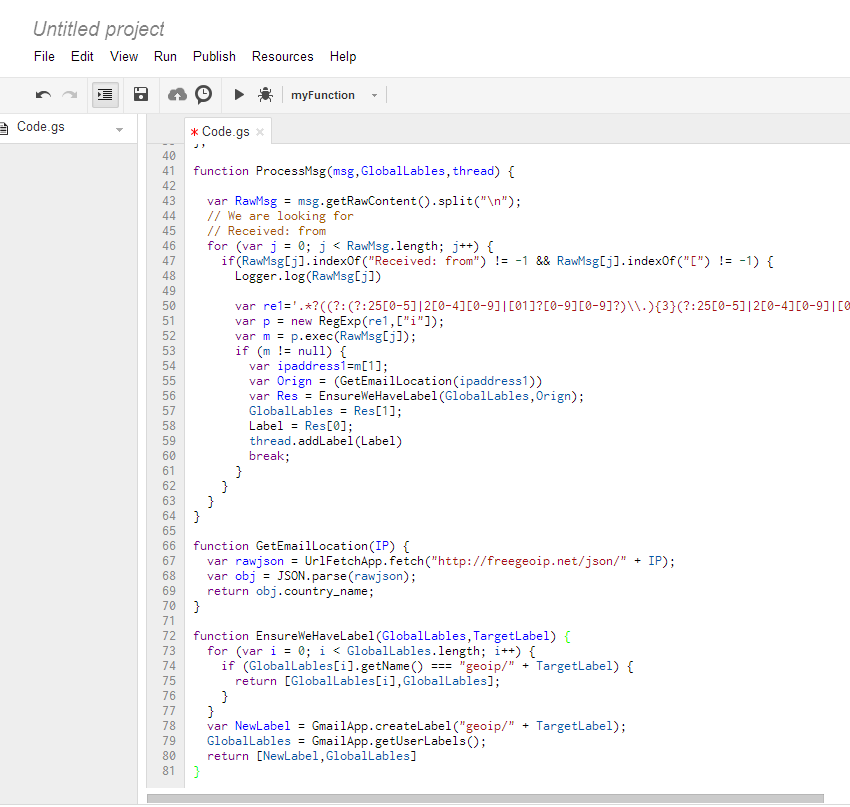 Untitled project
File Edit View Run Publish Resources Help
myFunction
Code.gs
* Code.gs ×
40
41 function ProcessMsg(msg,GlobalLables,thread) {
42
43 var RawMsg = msg.getRawContent().split("\n");
44 // We are looking for
45 // Received: from
46 for (var j = 0; j < RawMsg.length; j++) {
47 if(RawMsg[j].indexOf("Received: from") != -1 && RawMsg[j].indexOf("[") != -1) {
48 Logger.log(RawMsg[j])
49
50 var re1='.*?((?:(?:25[0-5]|2[0-4][0-9]|[01]?[0-9][0-9]?)\\.){3}(?:25[0-5]|2[0-4][0-9]|[0
51 var p = new RegExp(re1,["i"]);
52 var m = p.exec(RawMsg[j]);
53 if (m != null) {
54 var ipaddress1=m[1];
55 var Orign = (GetEmailLocation(ipaddress1))
56 var Res = EnsureWeHaveLabel(GlobalLables,Orign);
57 GlobalLables = Res[1];
58 Label = Res[0];
59 thread.addLabel(Label)
60 break;
61 }
62 }
63 }
64 }
65
66 function GetEmailLocation(IP) {
67 var rawjson = UrlFetchApp.fetch("http://freegeoip.net/json/" + IP);
68 var obj = JSON.parse(rawjson);
69 return obj.country_name;
70 }
71
72 function EnsureWeHaveLabel(GlobalLables,TargetLabel) {
73 for (var i = 0; i < GlobalLables.length; i++) {
74 if (GlobalLables[i].getName() === "geoip/" + TargetLabel) {
75 return [GlobalLables[i],GlobalLables];
76 }
77 }
78 var NewLabel = GmailApp.createLabel("geoip/" + TargetLabel);
79 GlobalLables = GmailApp.getUserLabels();
80 return [NewLabel,GlobalLables]
81 }